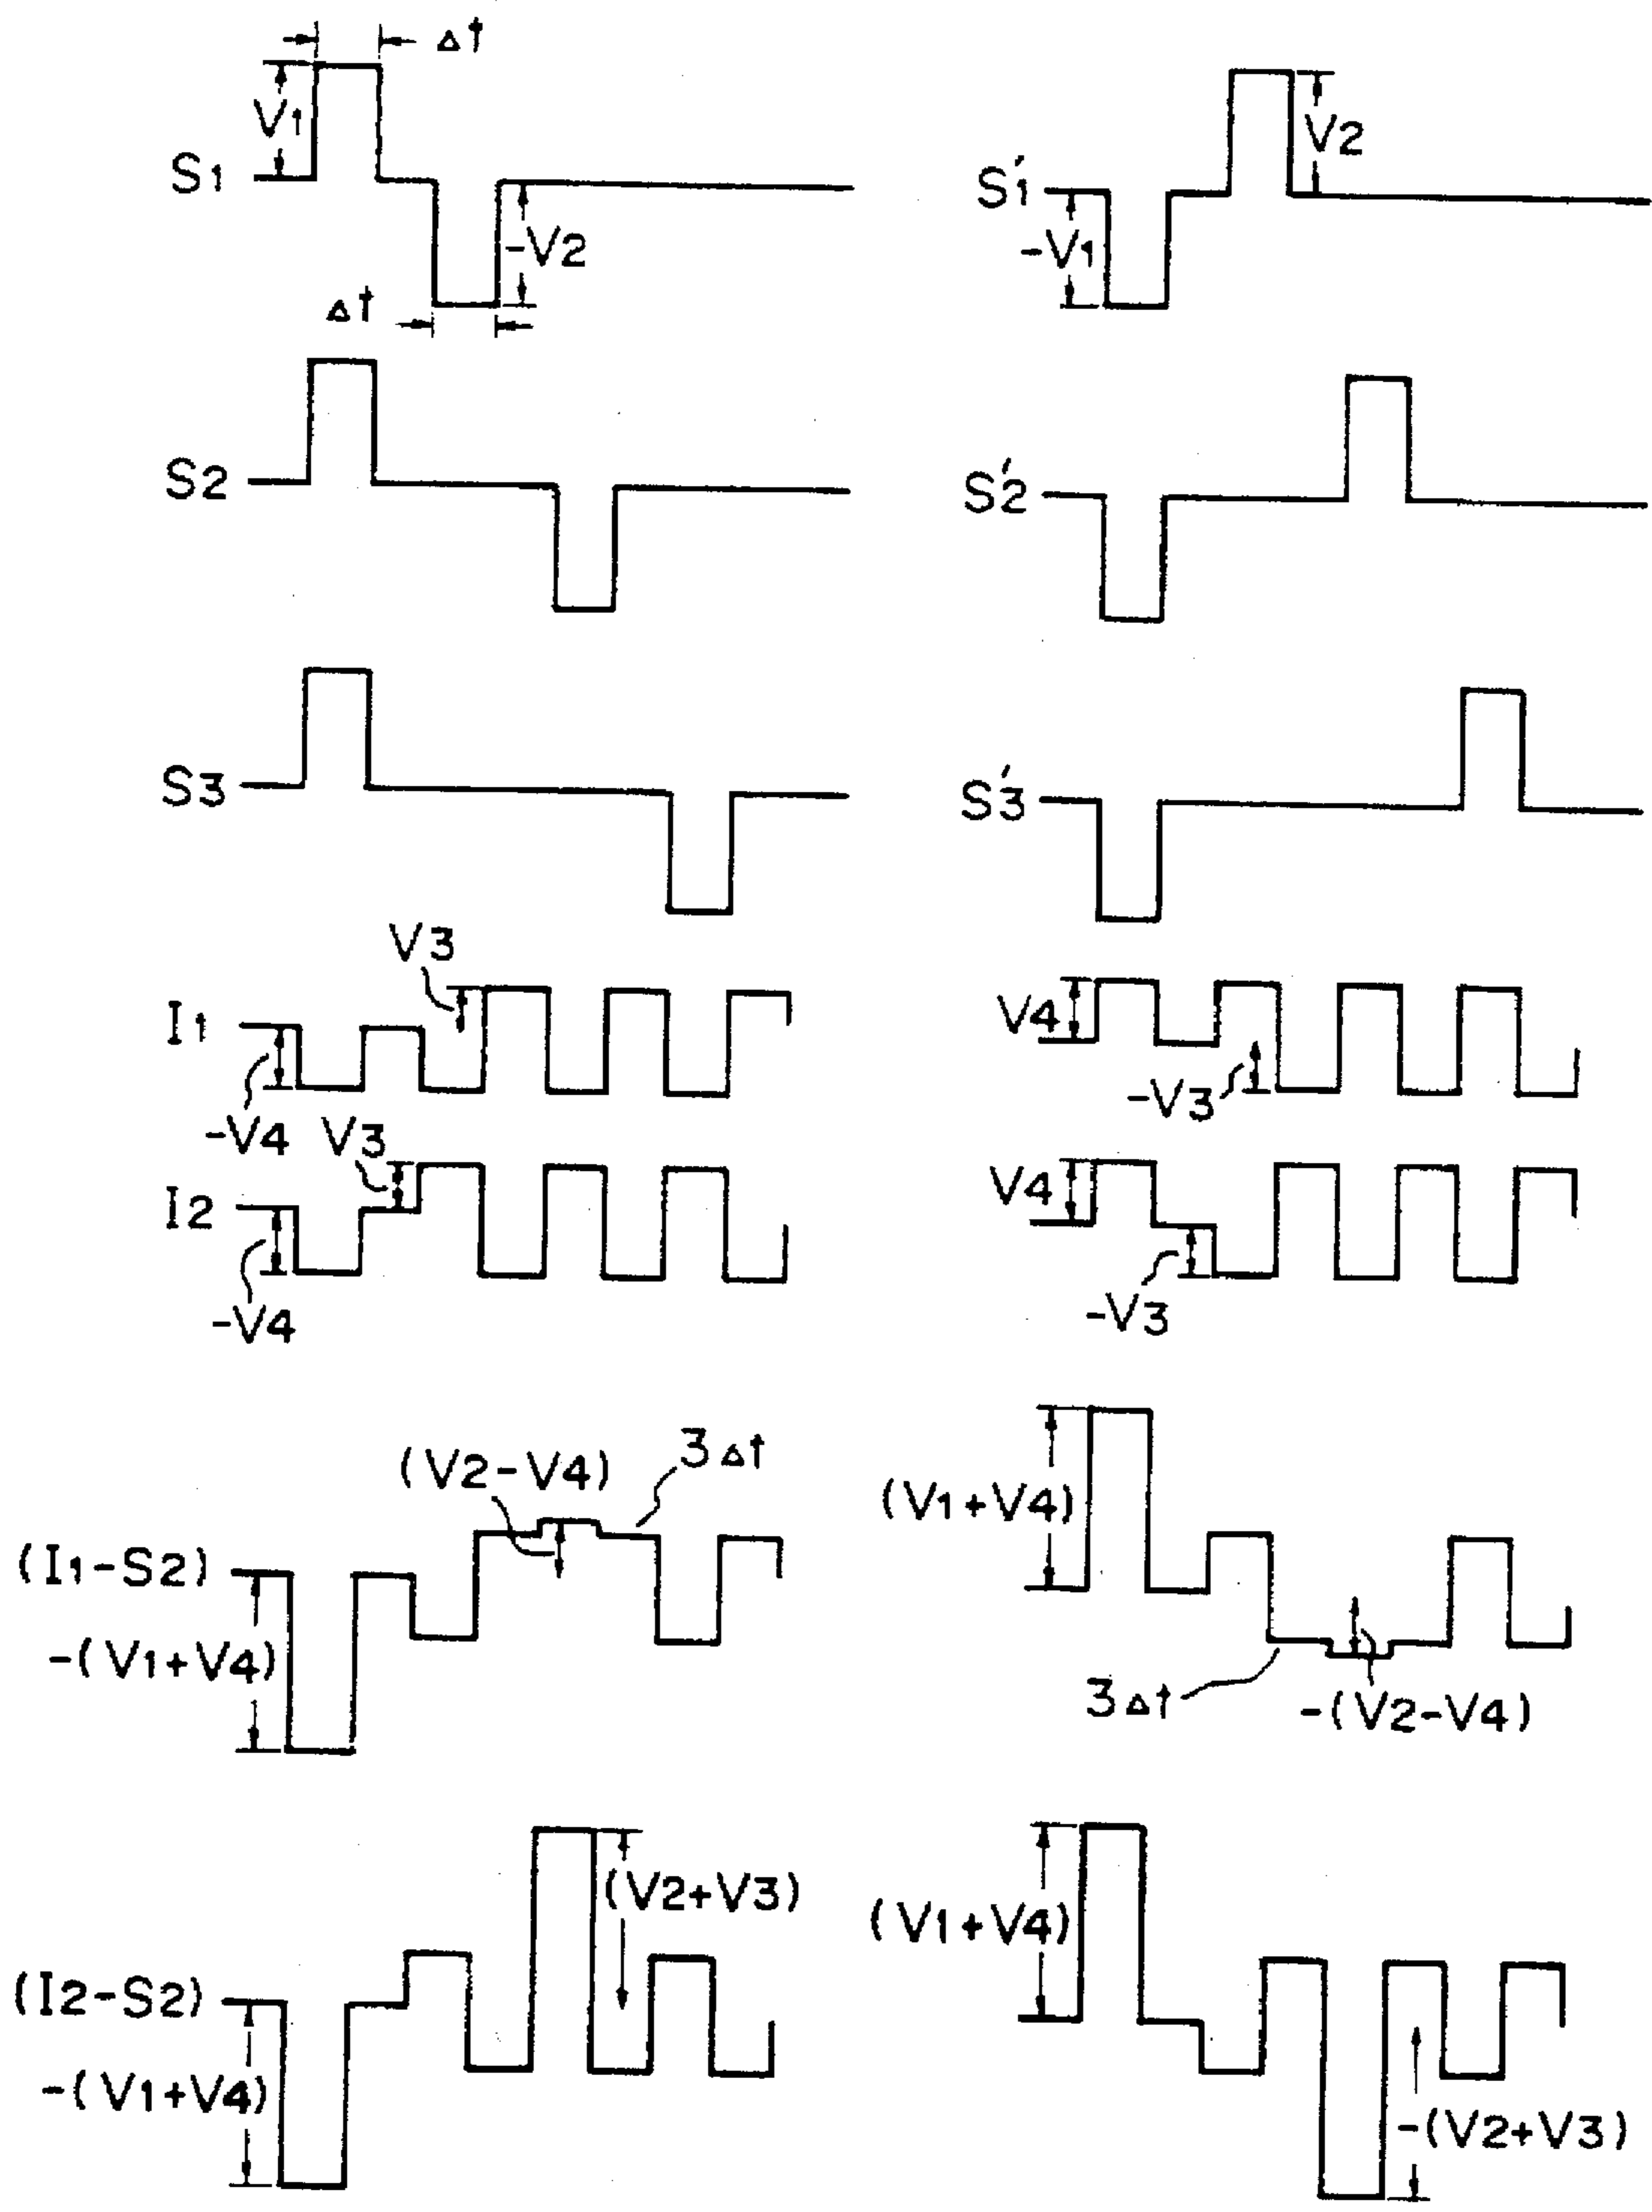 Δt
V1
S1
-V2
Δt
S'1
V2
-V1
S2
S'2
S3
S'3
V3
I1
-V4
V4
-V3
V3
I2
-V4
V4
-V3
(V2-V4)
3Δt
(I1-S2)
-(V1+V4)
(V1+V4)
3Δt
-(V2-V4)
(V2+V3)
(I2-S2)
-(V1+V4)
(V1+V4)
-(V2+V3)